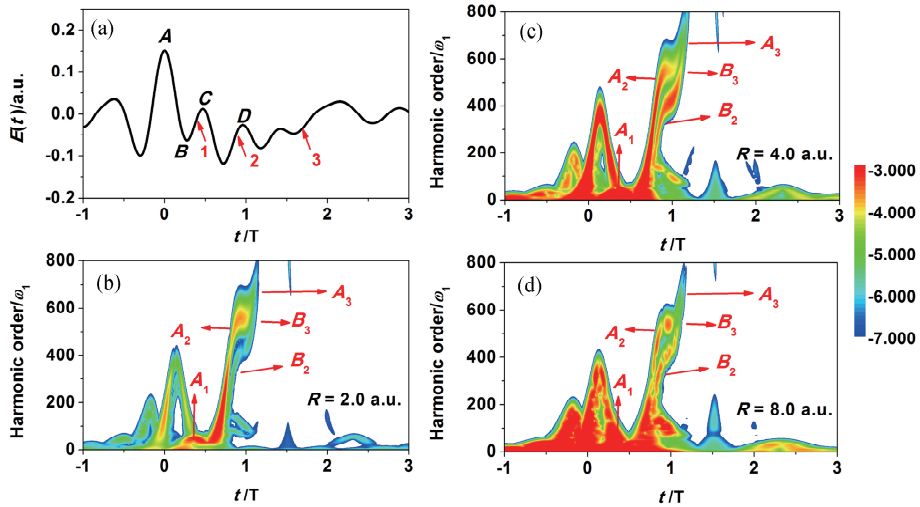 (a)
E(t)/a.u.
0.2
0.1
0.0
-0.1
-0.2
A
B
C
D
1
2
3
-1 0 1 2 3
t/T
(c)
Harmonic order/ω₁
800
600
400
200
0
A₃
A₂
B₃
A₁
B₂
R = 4.0 a.u.
-1 0 1 2 3
t/T
-3.000
-4.000
-5.000
-6.000
-7.000
(b)
Harmonic order/ω₁
800
600
400
200
0
A₃
A₂
B₃
B₂
A₁
R = 2.0 a.u.
-1 0 1 2 3
t/T
(d)
Harmonic order/ω₁
800
600
400
200
0
A₃
A₂
B₃
B₂
A₁
R = 8.0 a.u.
-1 0 1 2 3
t/T